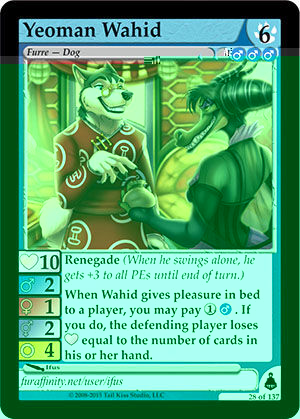 Yeoman Wahid
6
Furre — Dog
10
Renegade (When he swings alone, he
gets +3 to all PEs until end of turn.)
2
1
2
4
When Wahid gives pleasure in bed
to a player, you may pay 1 ♂. If
you do, the defending player loses
♡ equal to the number of cards in
his or her hand.
Ifus
furaffinity.net/user/ifus
© 2008-2015 Tail Kiss Studio, LLC
28 of 137